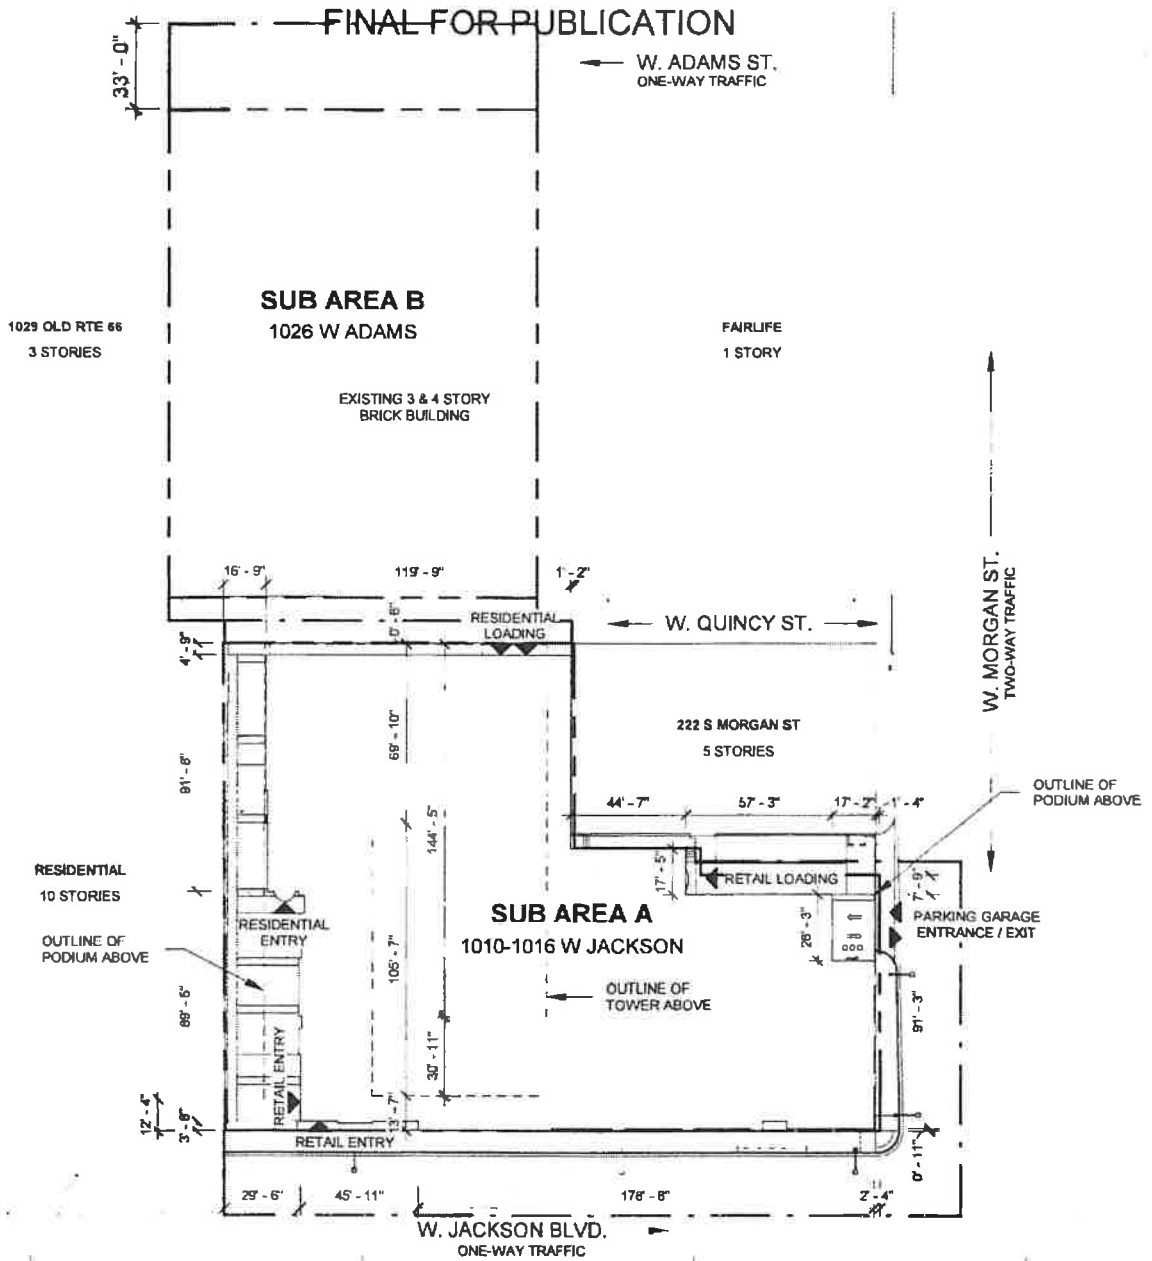 FINAL FOR PUBLICATION
33' - 0"
W. ADAMS ST.
ONE-WAY TRAFFIC
SUB AREA B
1026 W ADAMS
1029 OLD RTE 66
3 STORIES
FAIRLIFE
1 STORY
EXISTING 3 & 4 STORY
BRICK BUILDING
W. MORGAN ST.
TWO-WAY TRAFFIC
16' - 9"
119' - 9"
1' - 2"
RESIDENTIAL
LOADING
W. QUINCY ST.
4' - 9"
69' - 10"
222 S MORGAN ST
5 STORIES
91' - 8"
144' - 5"
44' - 7"
57' - 3"
17' - 2"
1' - 4"
OUTLINE OF
PODIUM ABOVE
RESIDENTIAL
10 STORIES
17' - 5"
RETAIL LOADING
7' - 9"
SUB AREA A
1010-1016 W JACKSON
RESIDENTIAL
ENTRY
26' - 3"
PARKING GARAGE
ENTRANCE / EXIT
OUTLINE OF
PODIUM ABOVE
105' - 7"
OUTLINE OF
TOWER ABOVE
91' - 3"
30' - 11"
RETAIL ENTRY
12' - 4"
13' - 7"
RETAIL ENTRY
0' - 11"
29' - 6"
45' - 11"
178' - 8"
2' - 4"
W. JACKSON BLVD.
ONE-WAY TRAFFIC